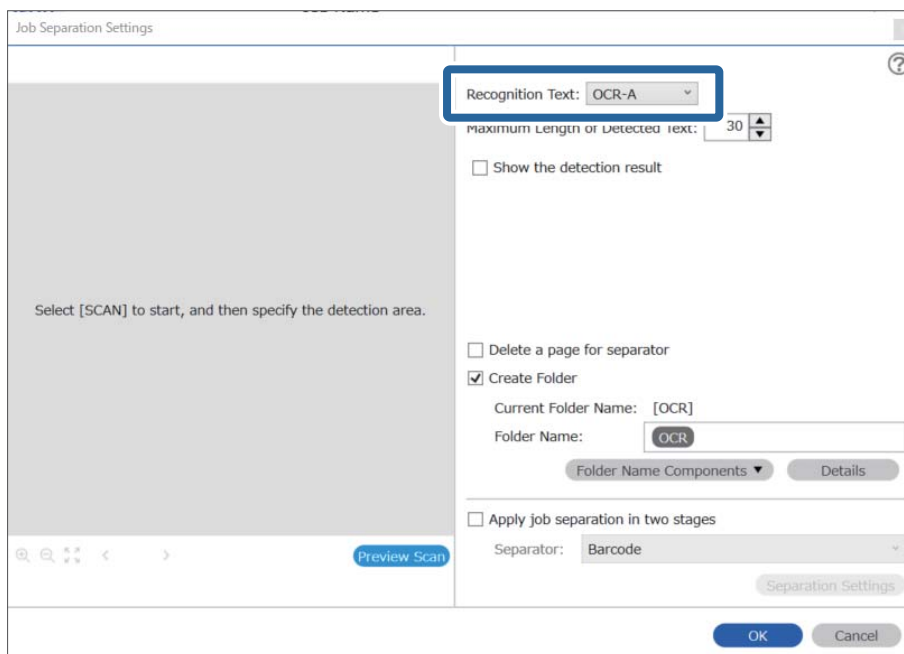 Job Separation Settings
Recognition Text: OCR-A
Maximum Length of Detected Text: 30
Show the detection result
Select [SCAN] to start, and then specify the detection area.
Delete a page for separator
Create Folder
Current Folder Name: [OCR]
Folder Name: OCR
Folder Name Components ▼ Details
Apply job separation in two stages
Separator: Barcode
Preview Scan
Separation Settings
OK Cancel